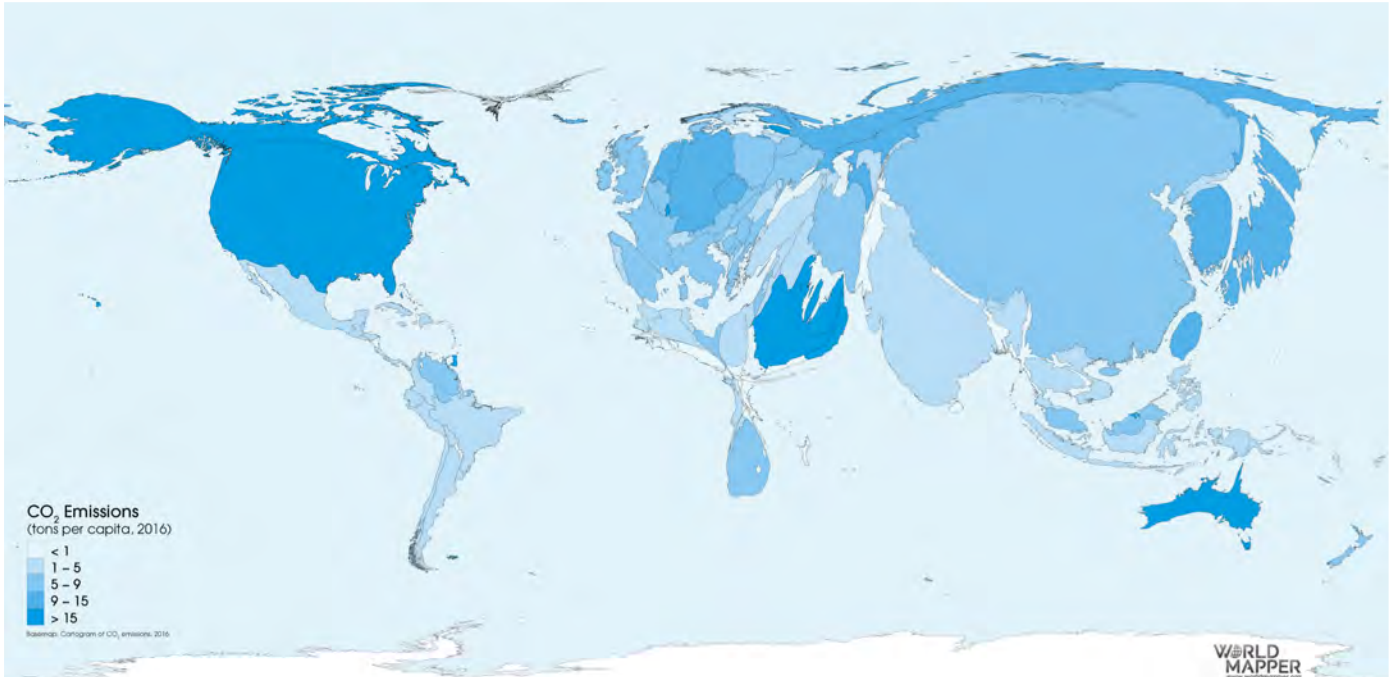 CO₂ Emissions
(tons per capita, 2016)
< 1
1 – 5
5 – 9
9 – 15
> 15
Basemap: Cartogram of CO₂ emissions, 2016
WORLD
MAPPER